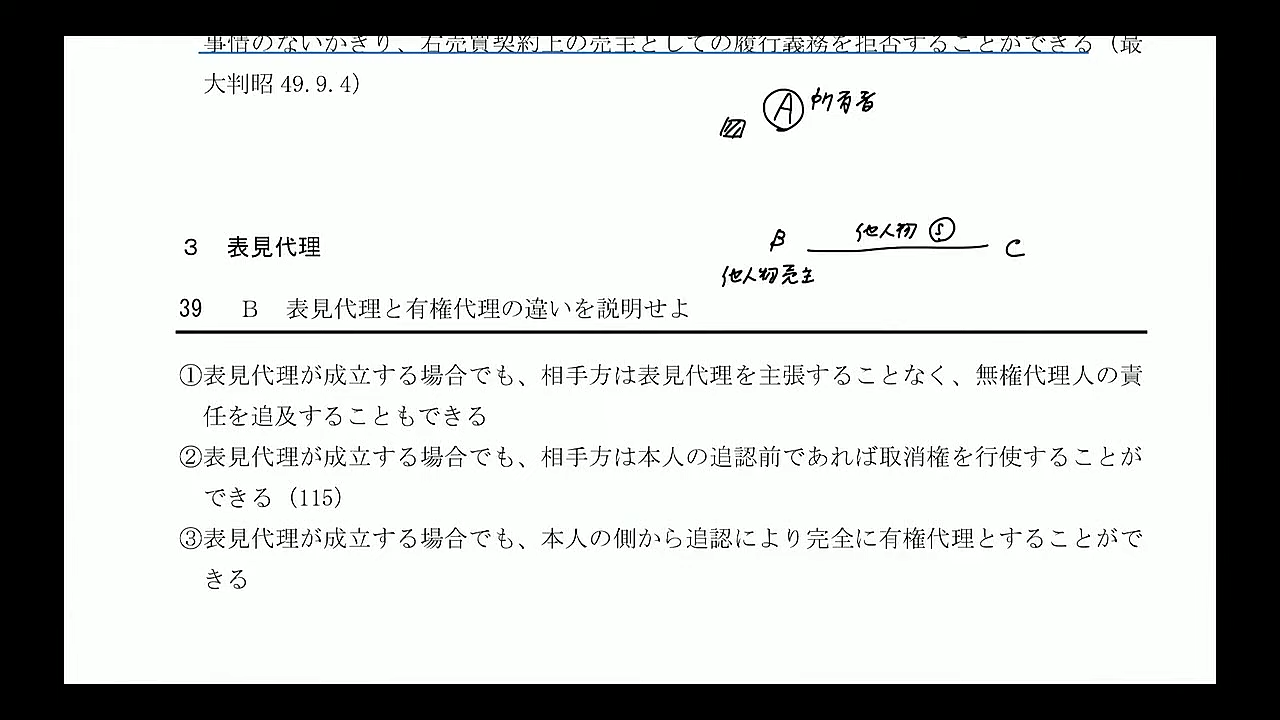 事情のないかぎり、右売買契約上の売主としての履行義務を拒否することができる（最
大判昭 49.9.4）
A 所有者
3 表見代理
B 他人物 売 C
他人物売主
39 B 表見代理と有権代理の違いを説明せよ
①表見代理が成立する場合でも、相手方は表見代理を主張することなく、無権代理人の責
任を追及することもできる
②表見代理が成立する場合でも、相手方は本人の追認前であれば取消権を行使することが
できる（115）
③表見代理が成立する場合でも、本人の側から追認により完全に有権代理とすることがで
きる